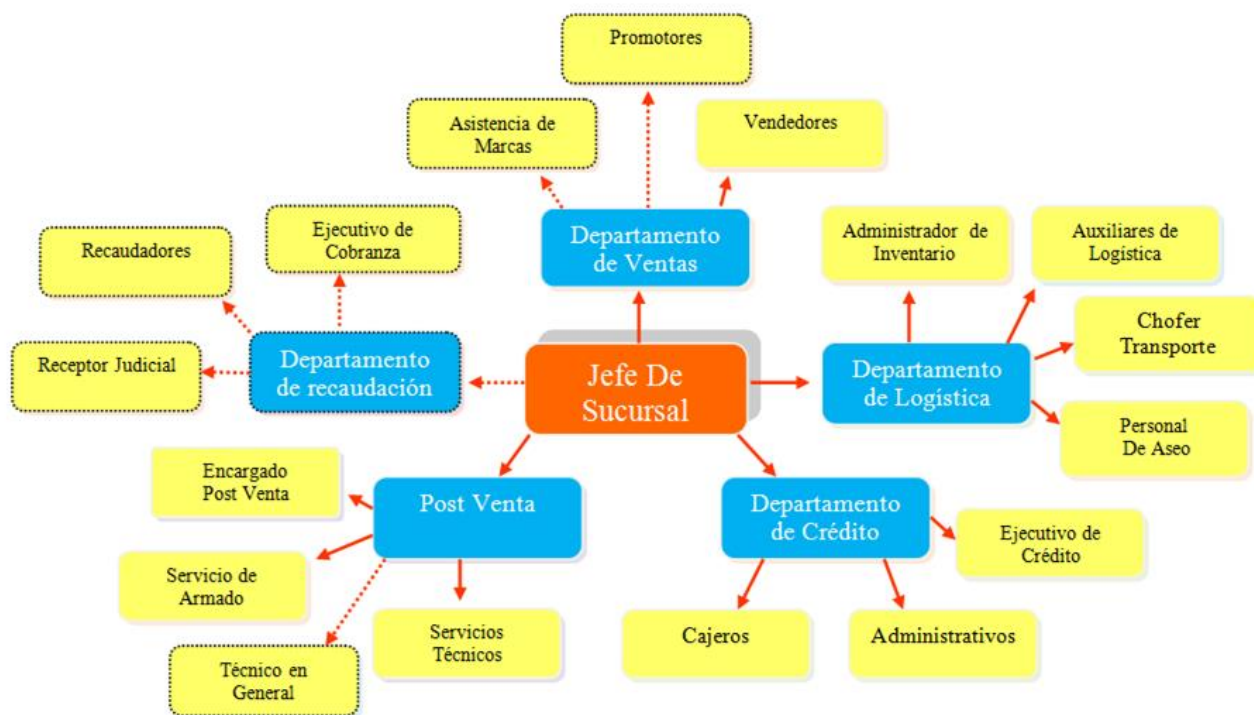 Promotores
Asistencia de
Marcas
Vendedores
Departamento
de Ventas
Recaudadores
Ejecutivo de
Cobranza
Administrador de
Inventario
Auxiliares de
Logística
Receptor Judicial
Departamento
de recaudación
Jefe De
Sucursal
Departamento
de Logística
Chofer
Transporte
Personal
De Aseo
Encargado
Post Venta
Post Venta
Departamento
de Crédito
Ejecutivo de
Crédito
Servicio de
Armado
Servicios
Técnicos
Cajeros
Administrativos
Técnico en
General